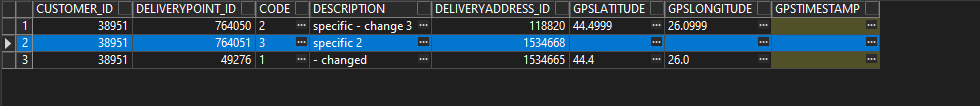 CUSTOMER_ID DELIVERYPOINT_ID CODE DESCRIPTION DELIVERYADDRESS_ID GPSLATITUDE GPSLONGITUDE GPSTIMESTAMP
1 38951 764050 2 ... specific - change 3 ... 118820 44.4999 ... 26.0999 ...
2 38951 764051 3 ... specific 2 ... 1534668 ... ...
3 38951 49276 1 ... - changed ... 1534665 44.4 ... 26.0 ...